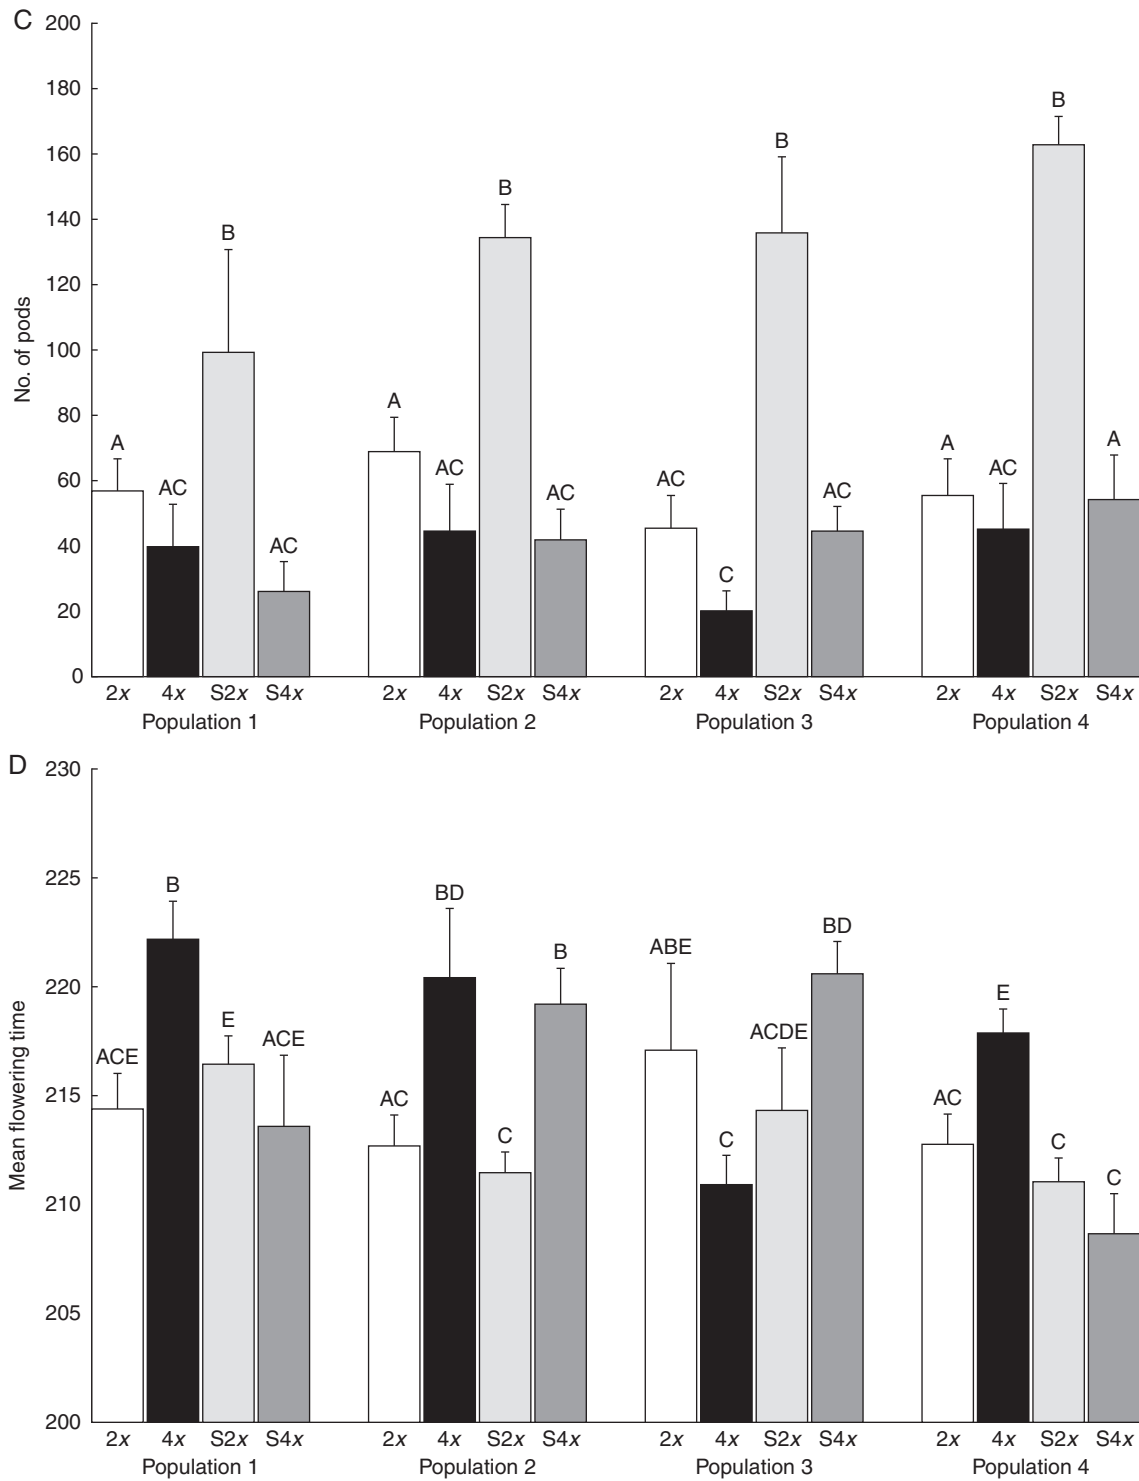 C
200
180
160
140
120
100
80
60
40
20
0
No. of pods
A AC B AC
A AC B AC
AC C B AC
A AC B A
2x 4x S2x S4x 2x 4x S2x S4x 2x 4x S2x S4x 2x 4x S2x S4x
Population 1 Population 2 Population 3 Population 4
D
230
225
220
215
210
205
200
Mean flowering time
ACE B E ACE
AC BD C B
ABE C ACDE BD
AC E C C
2x 4x S2x S4x 2x 4x S2x S4x 2x 4x S2x S4x 2x 4x S2x S4x
Population 1 Population 2 Population 3 Population 4